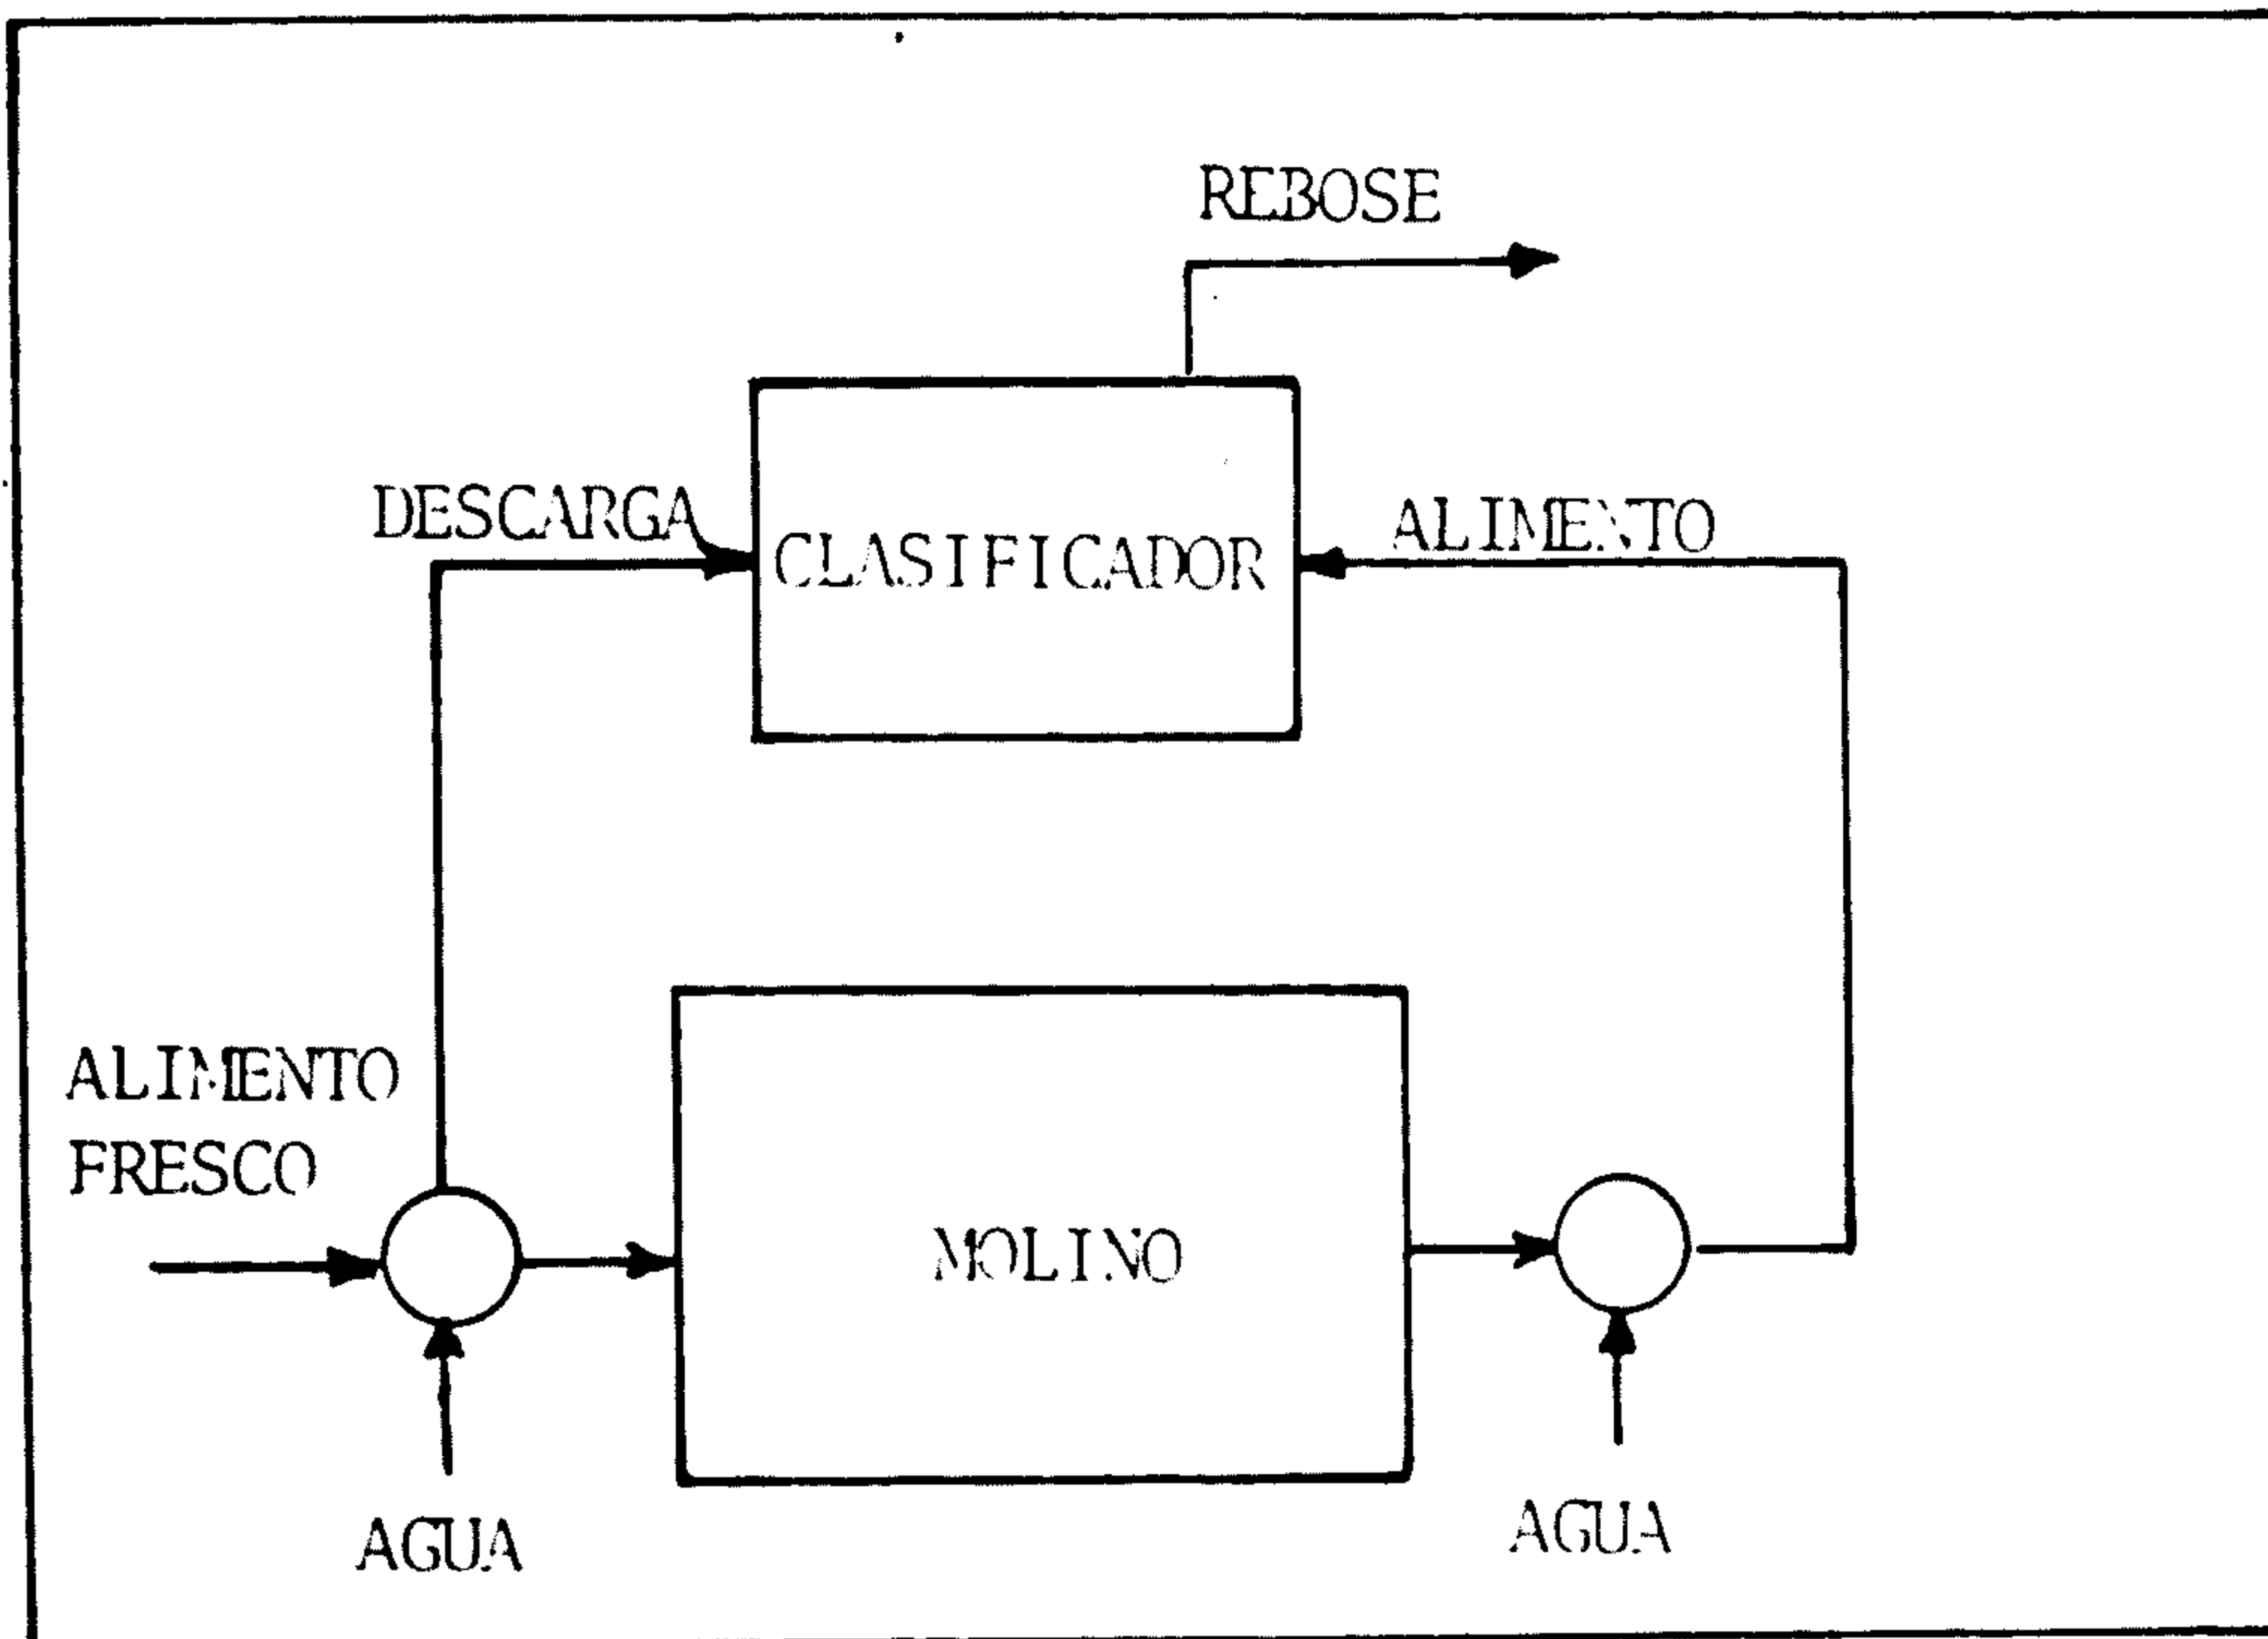 REBOSE
DESCARGA
ALIMENTO
CLASIFICADOR
ALIMENTO
FRESCO
MOLINO
AGUA
AGUA